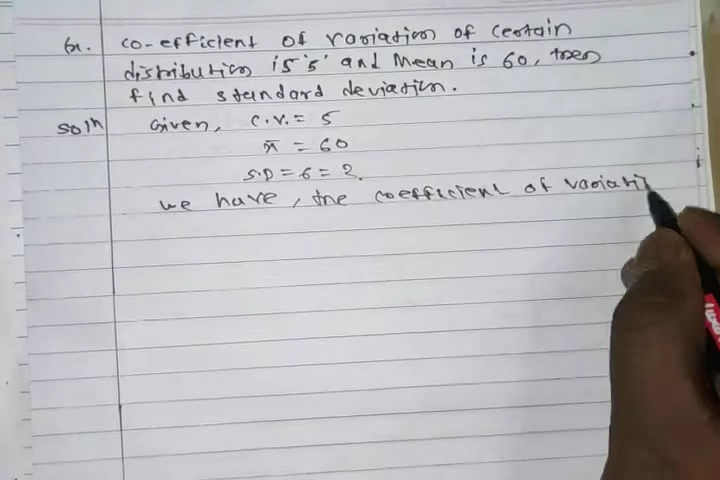 Ex. co-efficient of variation of certain
distribution is '5' and Mean is 60, then
find standard deviation.
Soln Given, C.V. = 5
x̄ = 60
S.D = σ = ?
we have, the coefficient of variati